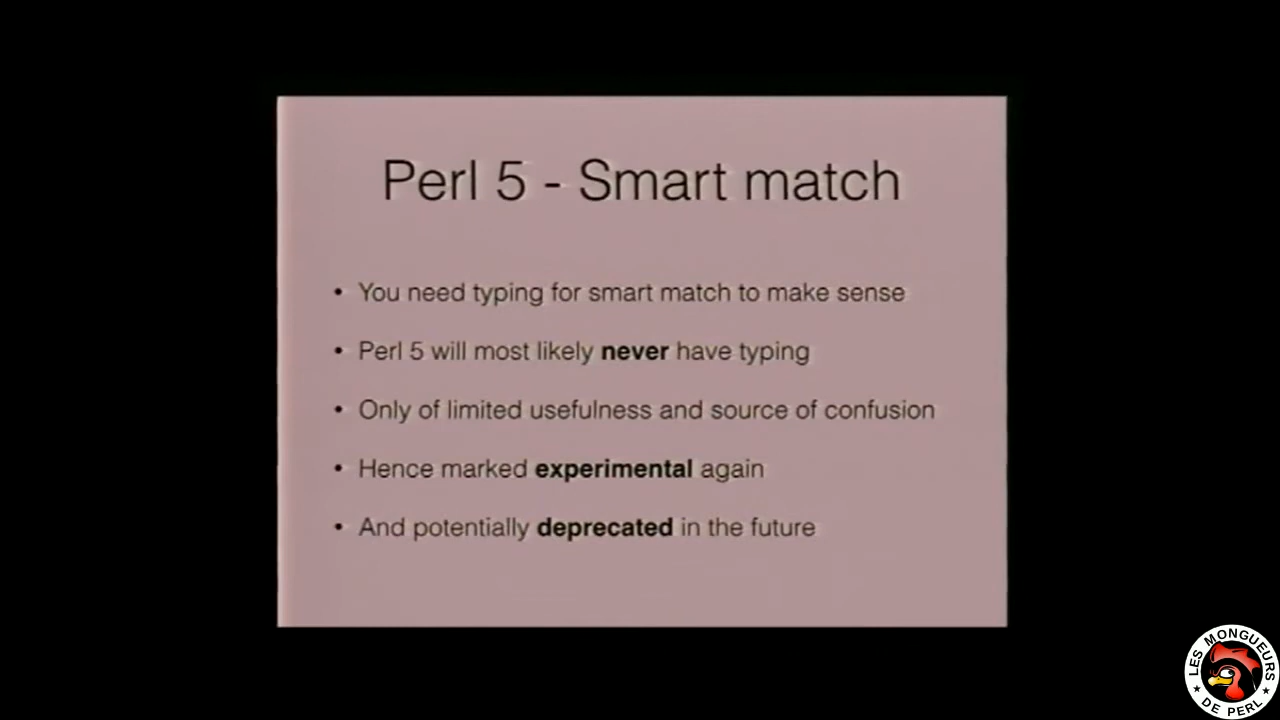 Perl 5 - Smart match
• You need typing for smart match to make sense
• Perl 5 will most likely never have typing
• Only of limited usefulness and source of confusion
• Hence marked experimental again
• And potentially deprecated in the future
LES MONGUEURS
DE PERL